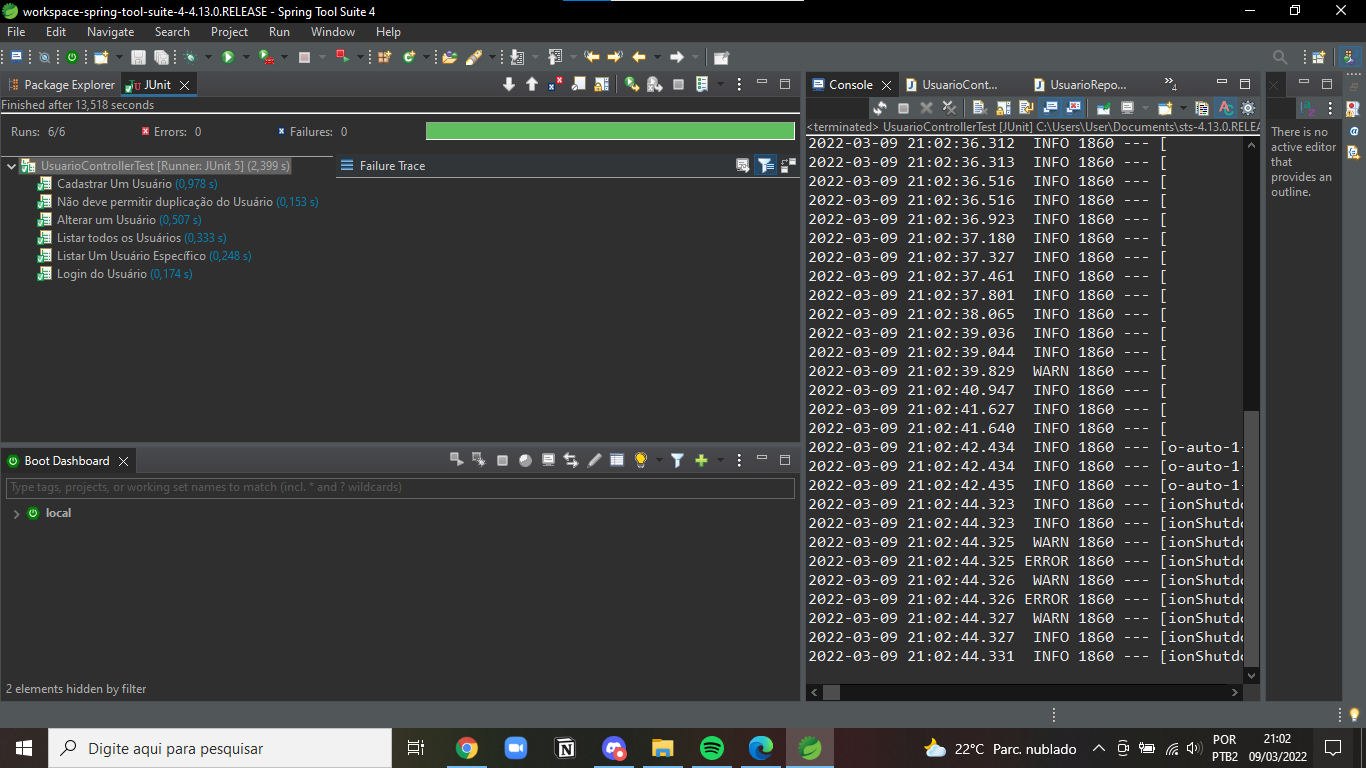 workspace-spring-tool-suite-4-4.13.0.RELEASE - Spring Tool Suite 4
File Edit Navigate Search Project Run Window Help
Package Explorer JUnit
Finished after 13,518 seconds
Runs: 6/6 Errors: 0 Failures: 0
UsuarioControllerTest [Runner: JUnit 5] (2,399 s)
Cadastrar Um Usuário (0,978 s)
Não deve permitir duplicação do Usuário (0,153 s)
Alterar um Usuário (0,507 s)
Listar todos os Usuários (0,333 s)
Listar Um Usuário Específico (0,248 s)
Login do Usuário (0,174 s)
Failure Trace
Boot Dashboard
Type tags, projects, or working set names to match (incl. * and ? wildcards)
local
2 elements hidden by filter
Console UsuarioCont... UsuarioRepo... 4
<terminated> UsuarioControllerTest [JUnit] C:\Users\User\Documents\sts-4.13.0.RELEA
2022-03-09 21:02:36.312 INFO 1860 --- [
2022-03-09 21:02:36.313 INFO 1860 --- [
2022-03-09 21:02:36.516 INFO 1860 --- [
2022-03-09 21:02:36.516 INFO 1860 --- [
2022-03-09 21:02:36.923 INFO 1860 --- [
2022-03-09 21:02:37.180 INFO 1860 --- [
2022-03-09 21:02:37.327 INFO 1860 --- [
2022-03-09 21:02:37.461 INFO 1860 --- [
2022-03-09 21:02:37.801 INFO 1860 --- [
2022-03-09 21:02:38.065 INFO 1860 --- [
2022-03-09 21:02:39.036 INFO 1860 --- [
2022-03-09 21:02:39.044 INFO 1860 --- [
2022-03-09 21:02:39.829 WARN 1860 --- [
2022-03-09 21:02:40.947 INFO 1860 --- [
2022-03-09 21:02:41.627 INFO 1860 --- [
2022-03-09 21:02:41.640 INFO 1860 --- [
2022-03-09 21:02:42.434 INFO 1860 --- [o-auto-1-
2022-03-09 21:02:42.434 INFO 1860 --- [o-auto-1-
2022-03-09 21:02:42.435 INFO 1860 --- [o-auto-1-
2022-03-09 21:02:44.323 INFO 1860 --- [ionShutdo
2022-03-09 21:02:44.323 INFO 1860 --- [ionShutdo
2022-03-09 21:02:44.325 WARN 1860 --- [ionShutdo
2022-03-09 21:02:44.325 ERROR 1860 --- [ionShutdo
2022-03-09 21:02:44.326 WARN 1860 --- [ionShutdo
2022-03-09 21:02:44.326 ERROR 1860 --- [ionShutdo
2022-03-09 21:02:44.327 WARN 1860 --- [ionShutdo
2022-03-09 21:02:44.327 INFO 1860 --- [ionShutdo
2022-03-09 21:02:44.331 INFO 1860 --- [ionShutdo
There is no
active editor
that
provides an
outline.
Digite aqui para pesquisar
22°C Parc. nublado
POR
PTB2
21:02
09/03/2022